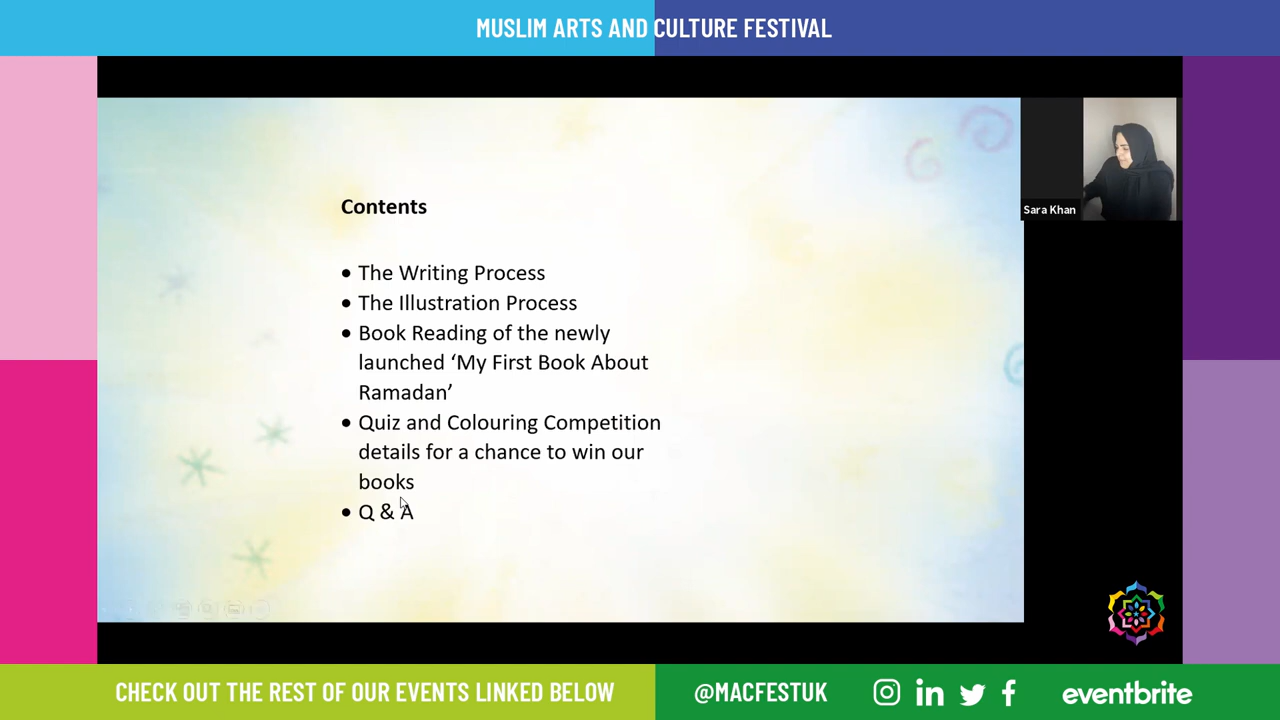 MUSLIM ARTS AND CULTURE FESTIVAL
Sara Khan
Contents
• The Writing Process
• The Illustration Process
• Book Reading of the newly
launched ‘My First Book About
Ramadan’
• Quiz and Colouring Competition
details for a chance to win our
books
• Q & A
CHECK OUT THE REST OF OUR EVENTS LINKED BELOW
@MACFESTUK
eventbrite